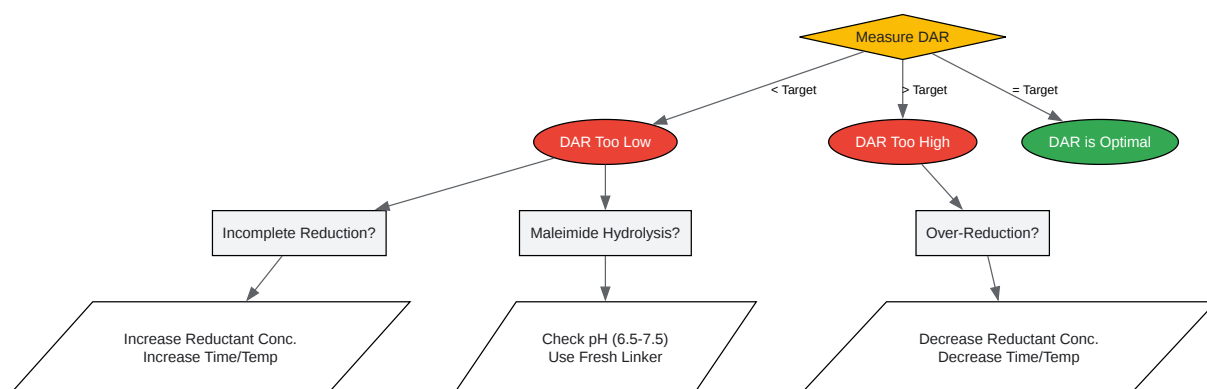 Measure DAR
< Target
> Target
= Target
DAR Too Low
DAR Too High
DAR is Optimal
Incomplete Reduction?
Maleimide Hydrolysis?
Over-Reduction?
Increase Reductant Conc.
Increase Time/Temp
Check pH (6.5-7.5)
Use Fresh Linker
Decrease Reductant Conc.
Decrease Time/Temp